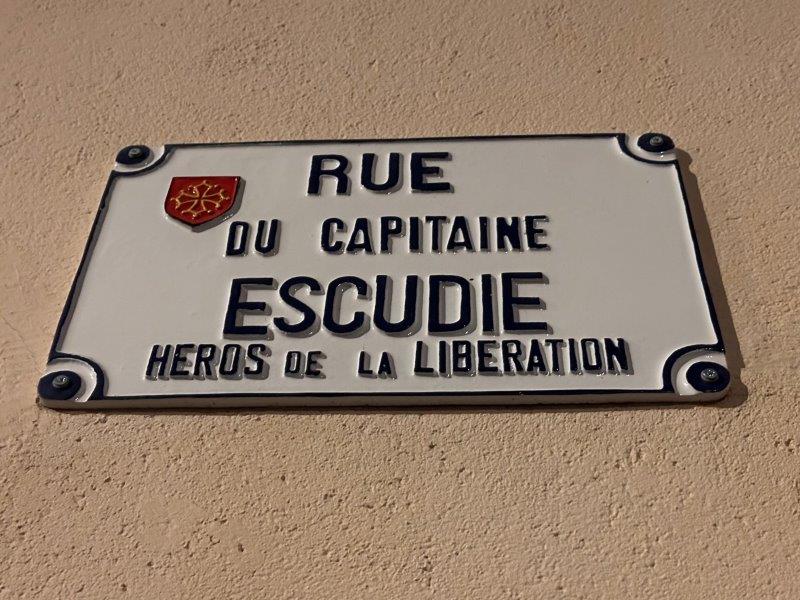 RUE
DU CAPITAINE
ESCUDIE
HEROS DE LA LIBERATION